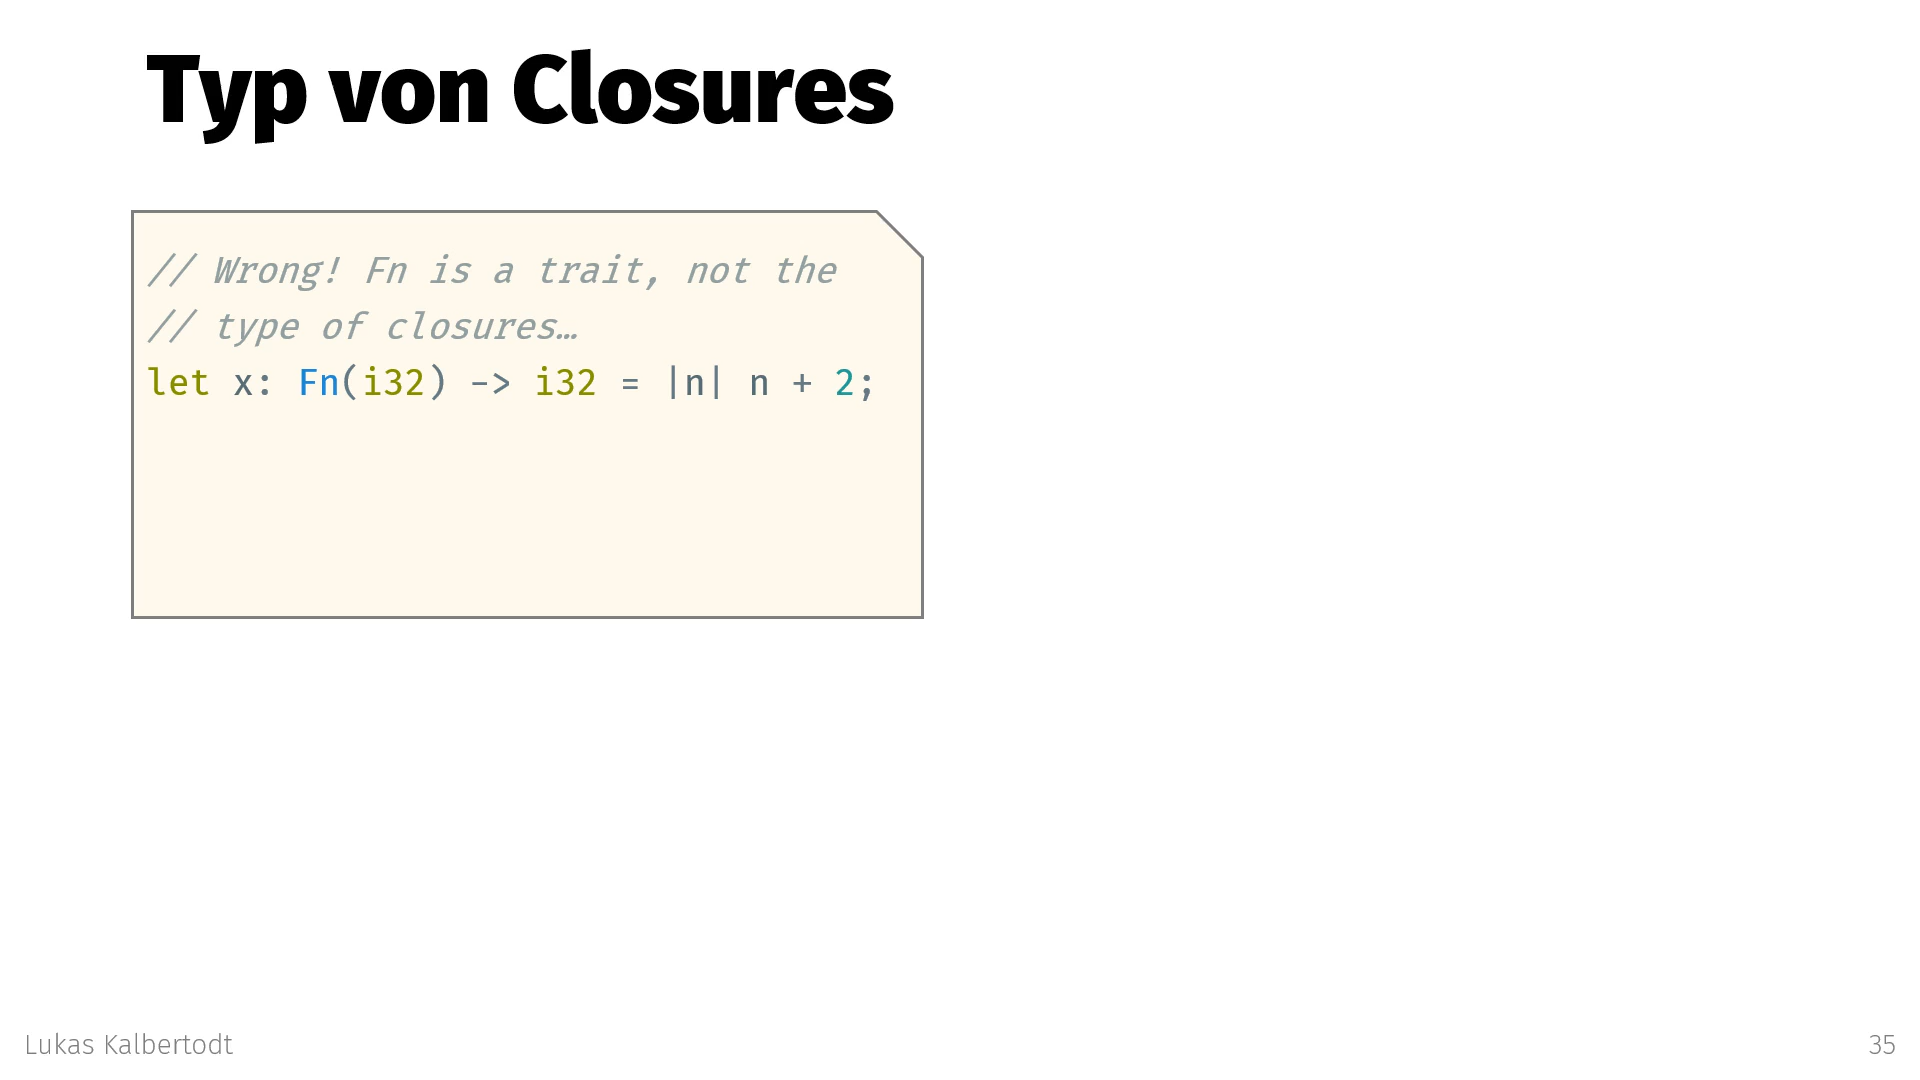 Typ von Closures
// Wrong! Fn is a trait, not the
// type of closures…
let x: Fn(i32) -> i32 = |n| n + 2;
Lukas Kalbertodt
35